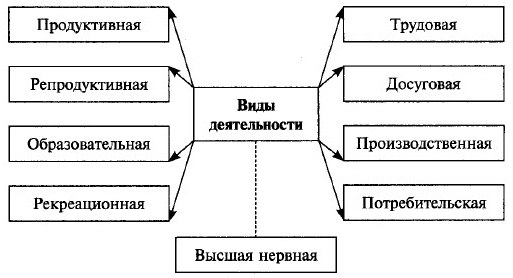 Продуктивная
Репродуктивная
Образовательная
Рекреационная
Виды
деятельности
Трудовая
Досуговая
Производственная
Потребительская
Высшая нервная